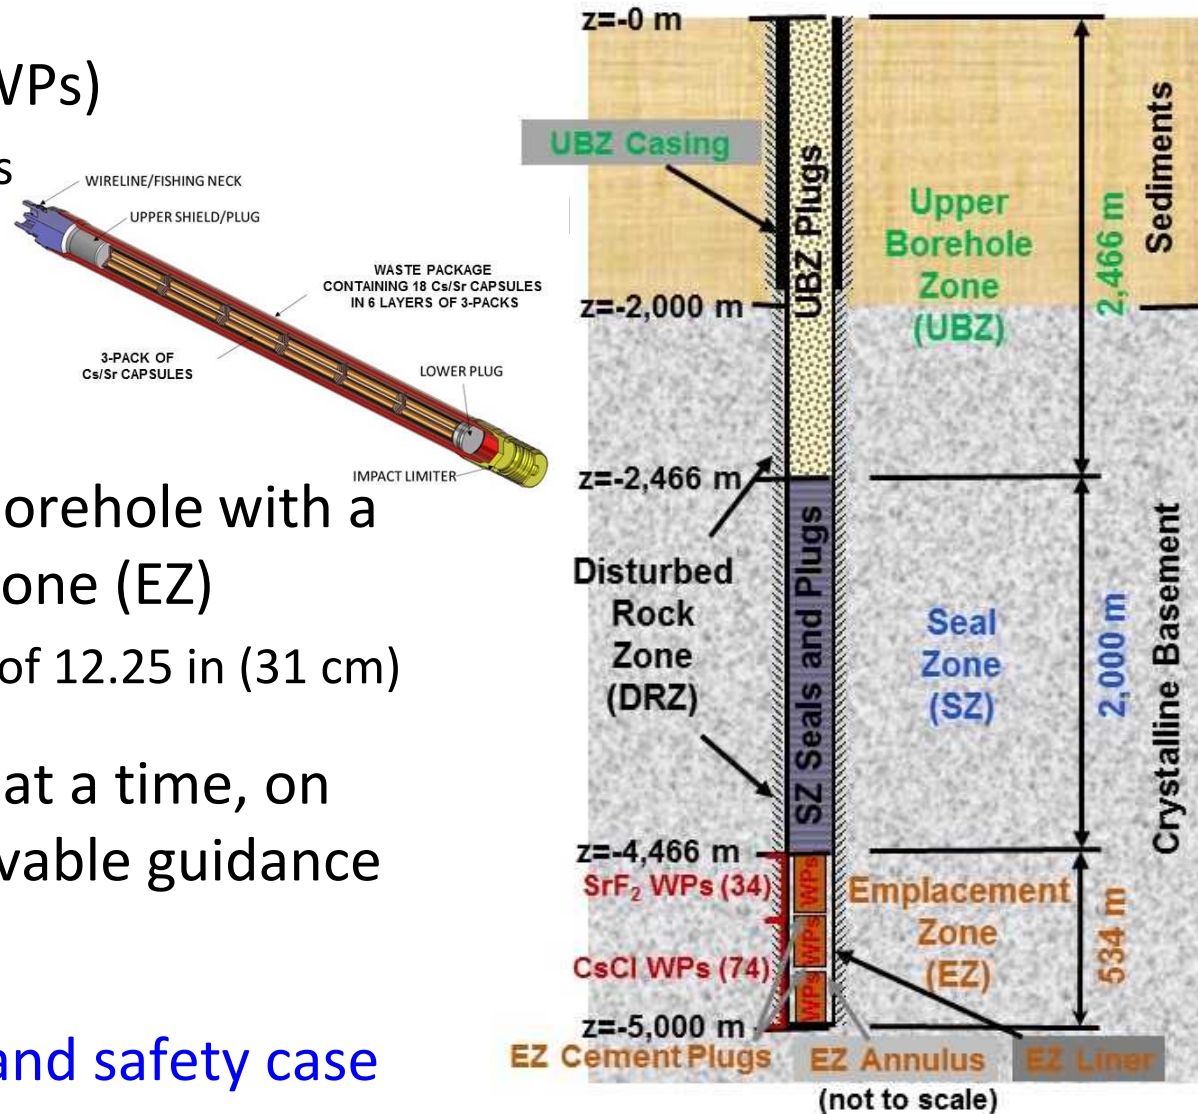 WPs)
s
WIRELINE/FISHING NECK
UPPER SHIELD/PLUG
WASTE PACKAGE
CONTAINING 18 Cs/Sr CAPSULES
IN 6 LAYERS OF 3-PACKS
3-PACK OF
Cs/Sr CAPSULES
LOWER PLUG
IMPACT LIMITER
orehole with a
one (EZ)
of 12.25 in (31 cm)
at a time, on
vable guidance
and safety case
z=-0 m
UBZ Casing
UBZ Plugs
Upper
Borehole
Zone
(UBZ)
2,466 m
Sediments
z=-2,000 m
z=-2,466 m
Disturbed
Rock
Zone
(DRZ)
SZ Seals and Plugs
Seal
Zone
(SZ)
2,000 m
Crystalline Basement
z=-4,466 m
SrF₂ WPs (34)
CsCl WPs (74)
WPs
WPs
WPs
Emplacement
Zone
(EZ)
534 m
z=-5,000 m
EZ Cement Plugs
EZ Annulus
EZ Liner
(not to scale)